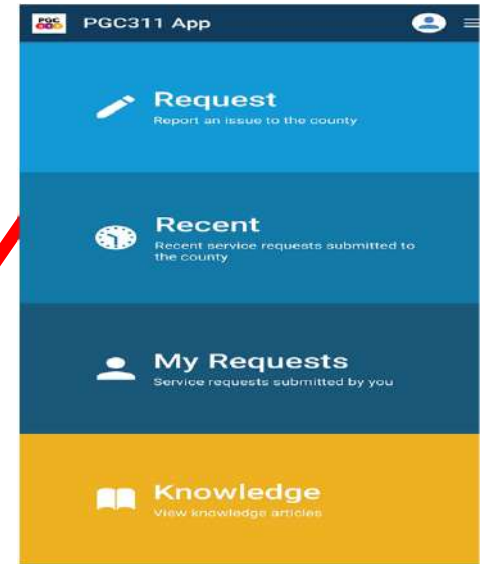 PGC311 App
Request
Report an issue to the county
Recent
Recent service requests submitted to
the county
My Requests
Service requests submitted by you
Knowledge
View knowledge articles